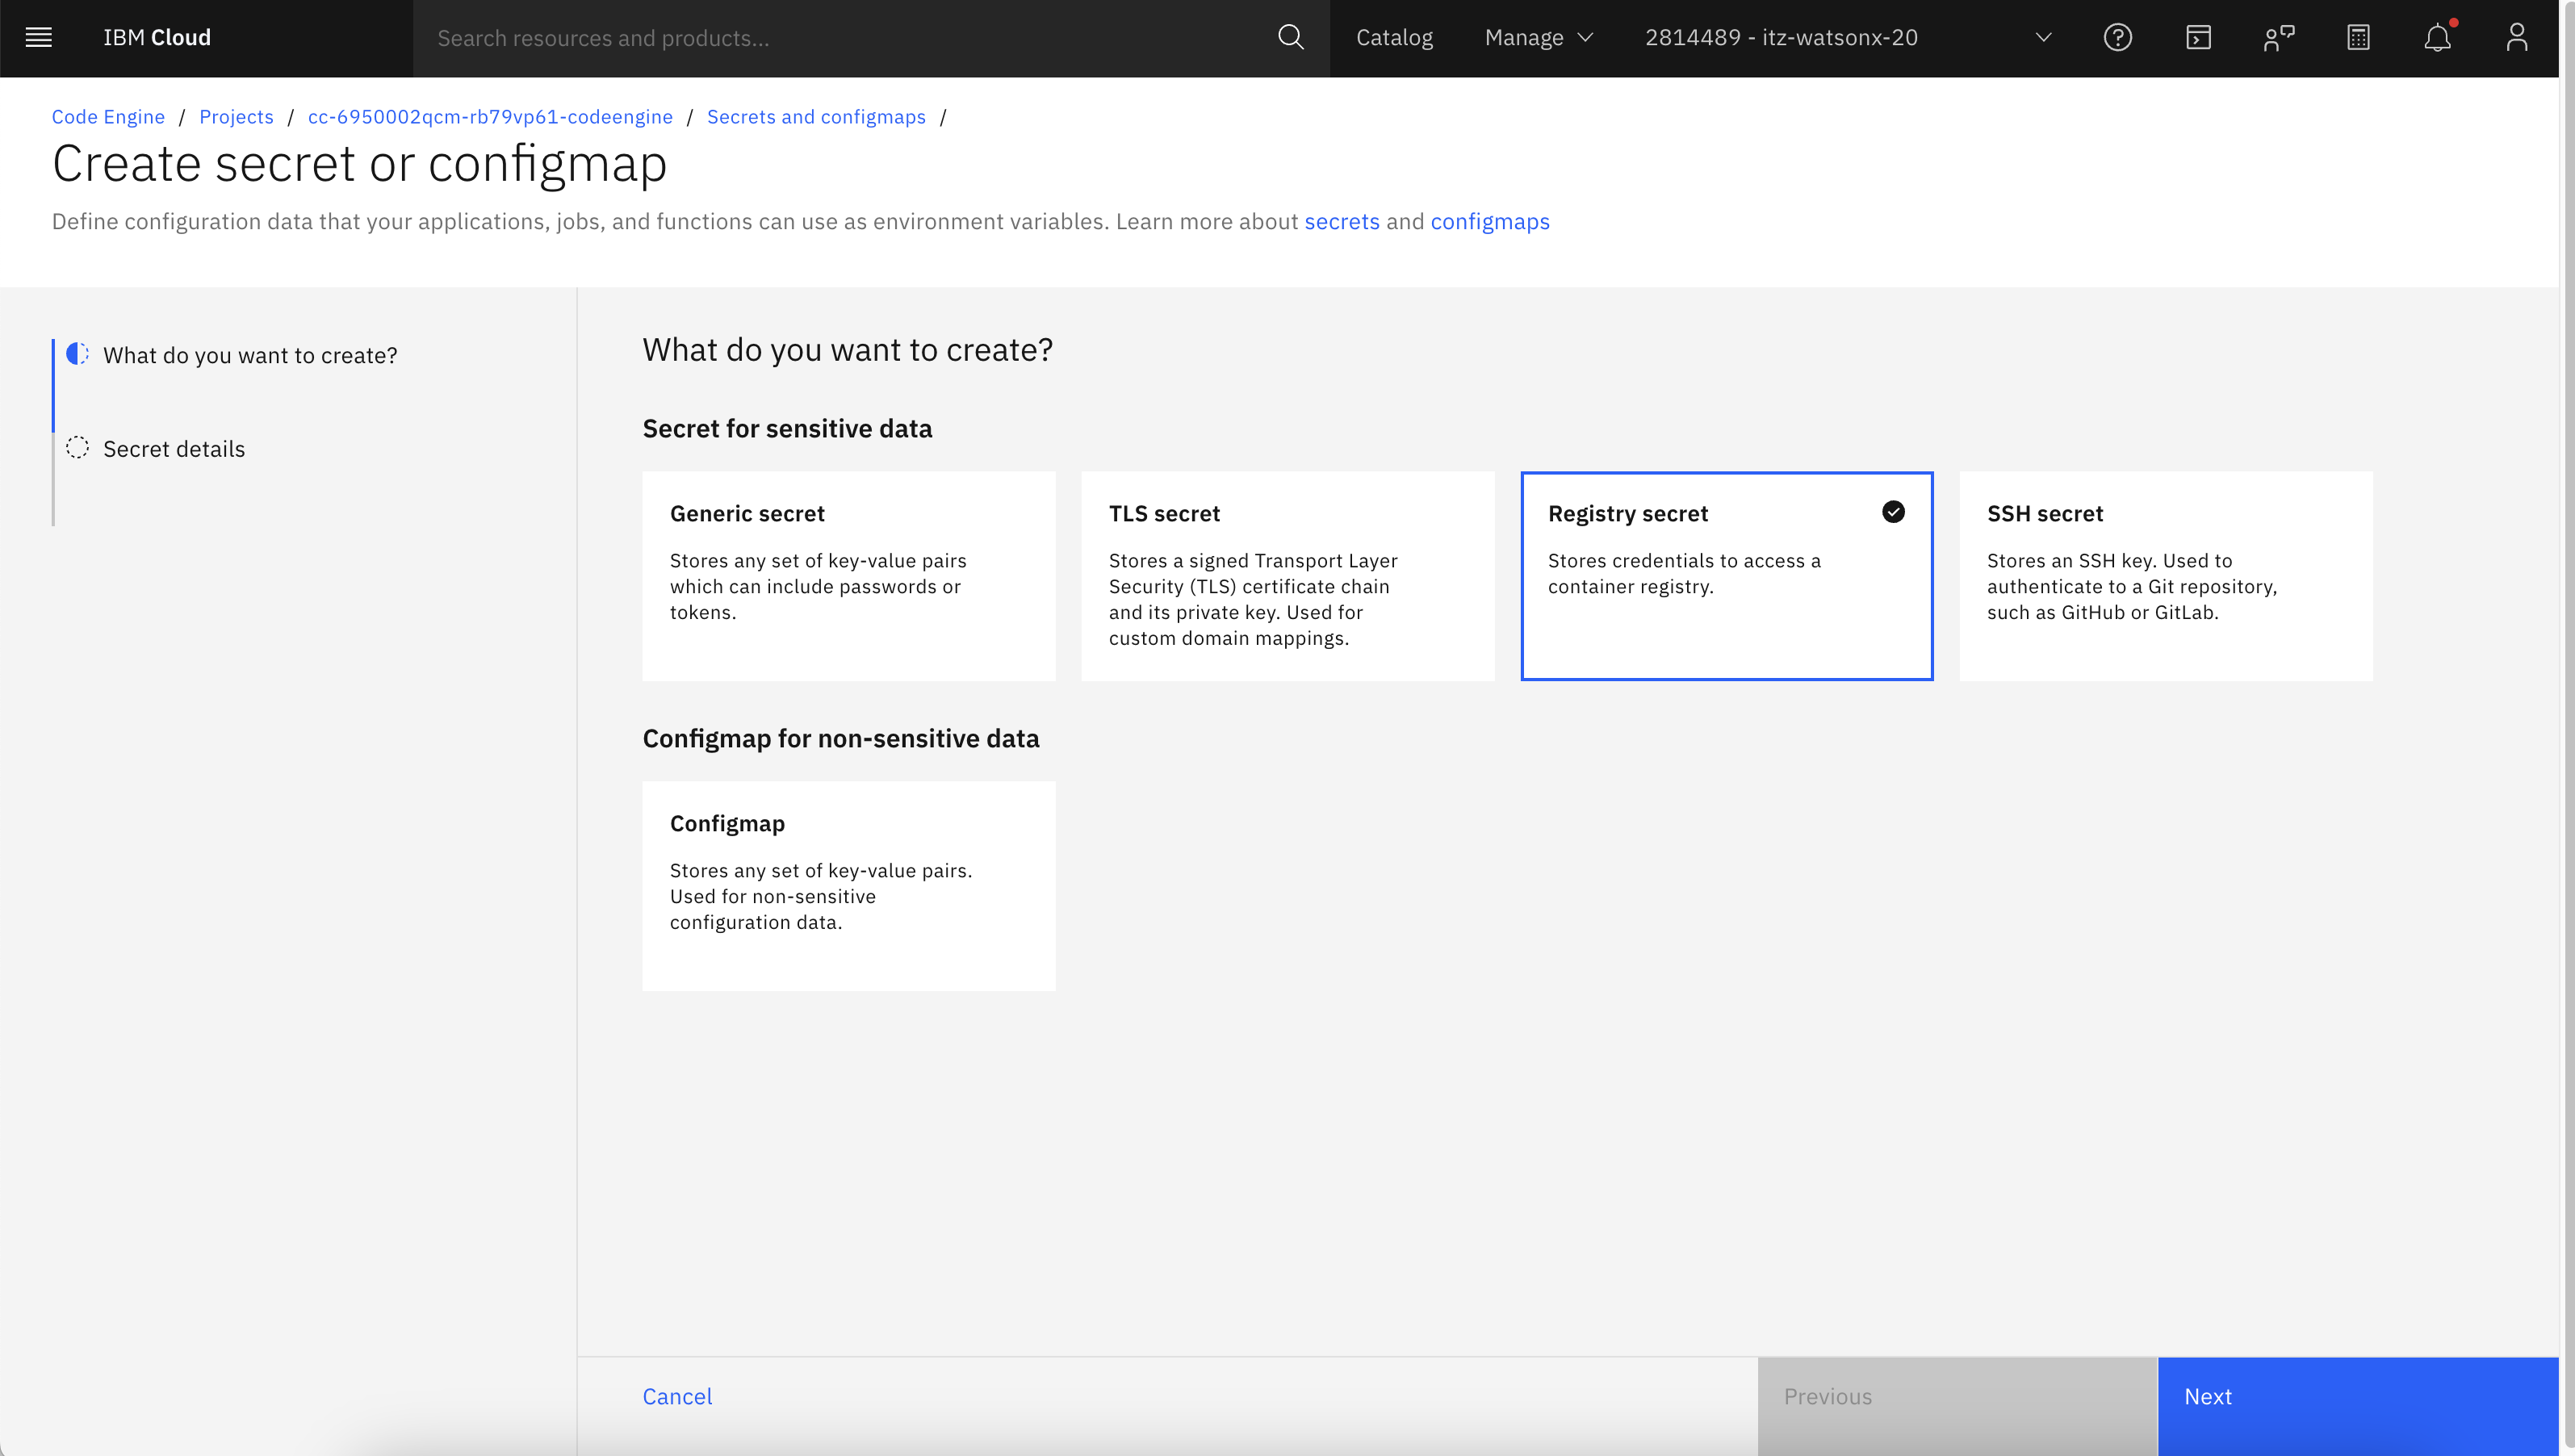 IBM Cloud
Search resources and products...
Catalog
Manage
2814489 - itz-watsonx-20
Code Engine / Projects / cc-6950002qcm-rb79vp61-codeengine / Secrets and configmaps /
Create secret or configmap
Define configuration data that your applications, jobs, and functions can use as environment variables. Learn more about secrets and configmaps
What do you want to create?
Secret details
What do you want to create?
Secret for sensitive data
Generic secret
Stores any set of key-value pairs
which can include passwords or
tokens.
TLS secret
Stores a signed Transport Layer
Security (TLS) certificate chain
and its private key. Used for
custom domain mappings.
Registry secret
Stores credentials to access a
container registry.
SSH secret
Stores an SSH key. Used to
authenticate to a Git repository,
such as GitHub or GitLab.
Configmap for non-sensitive data
Configmap
Stores any set of key-value pairs.
Used for non-sensitive
configuration data.
Cancel
Previous
Next